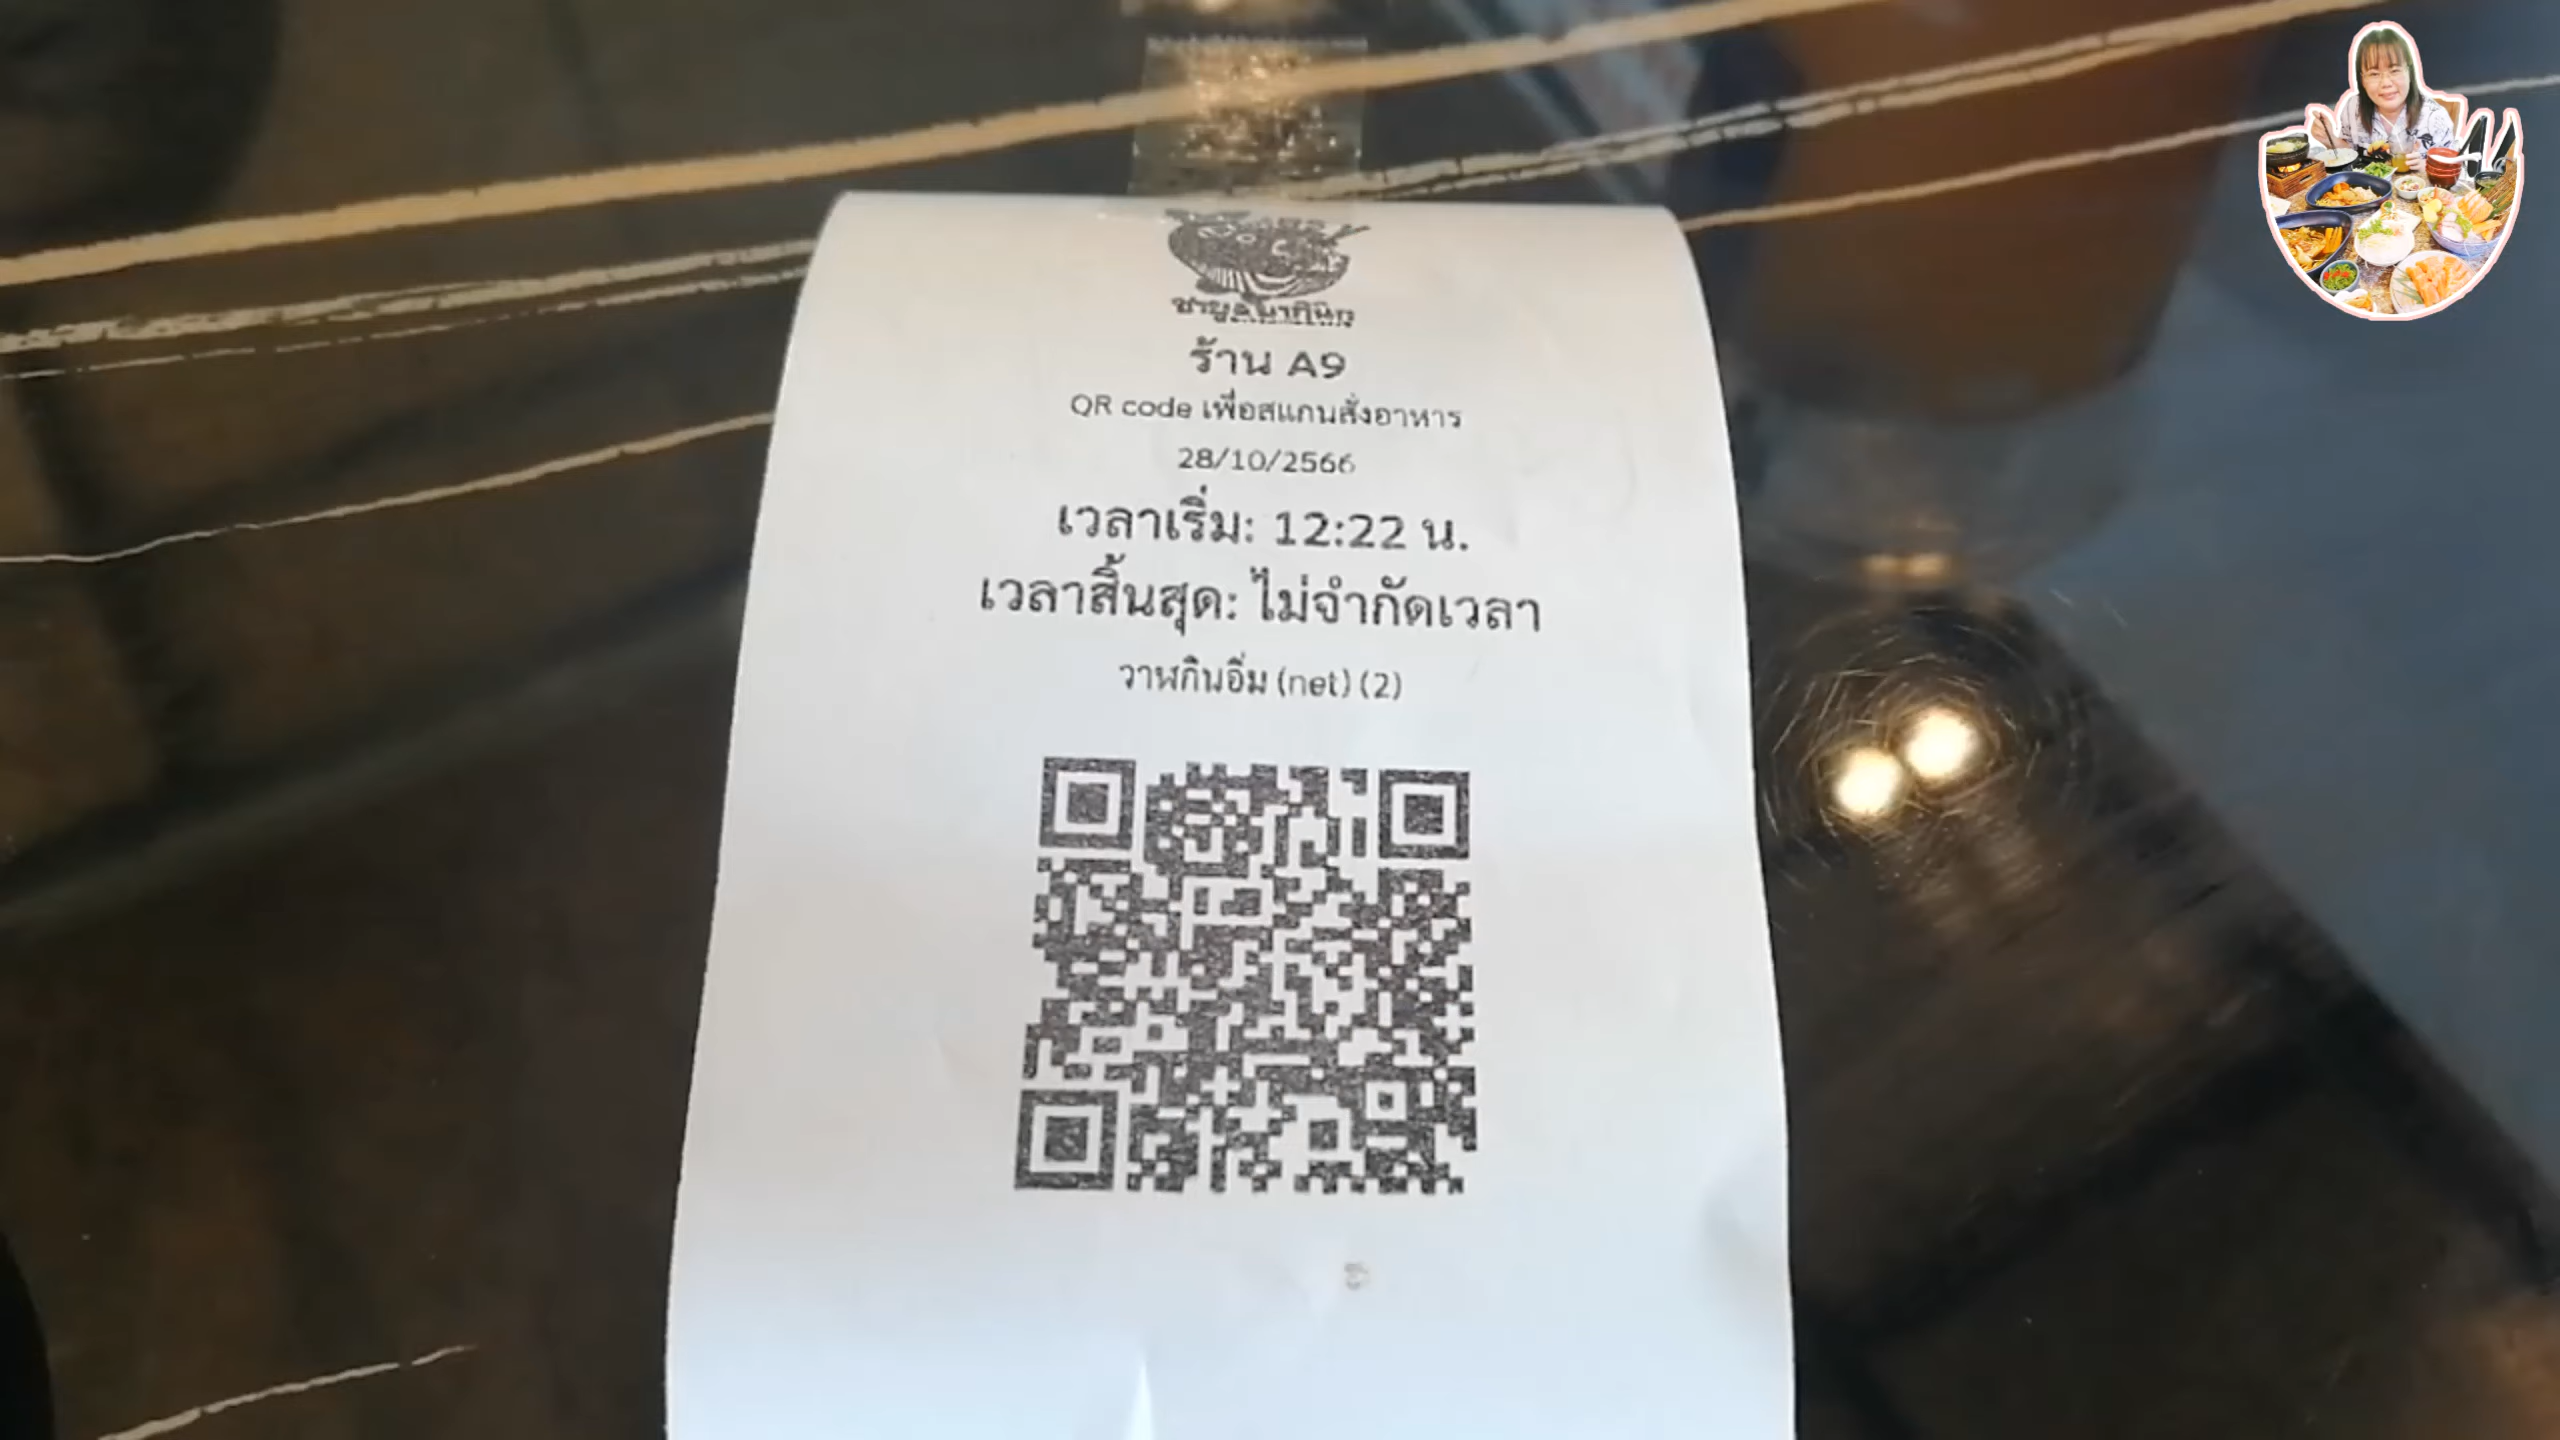 ร้าน A9
QR code เพื่อสแกนสั่งอาหาร
28/10/2566
เวลาเริ่ม: 12:22 น.
เวลาสิ้นสุด: ไม่จำกัดเวลา
วาฬกินอิ่ม (net) (2)